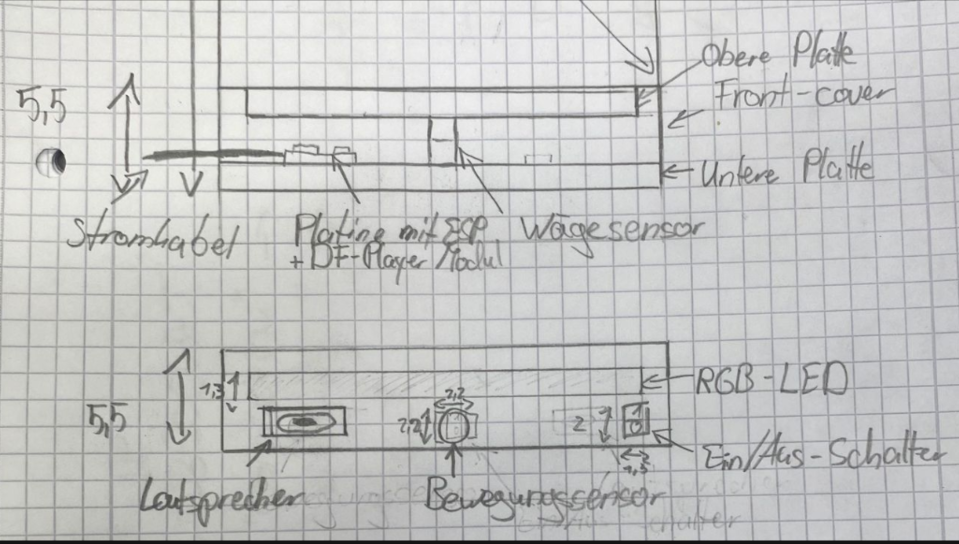 Obere Platte
5,5
Front-cover
Untere Platte
Stromkabel
Platine mit ESP
+ DF-Player Modul
Wägesensor
RGB-LED
1,3
2,2
5,5
2,2
2
Ein/Aus-Schalter
1,5
Lautsprecher
Bewegungssensor